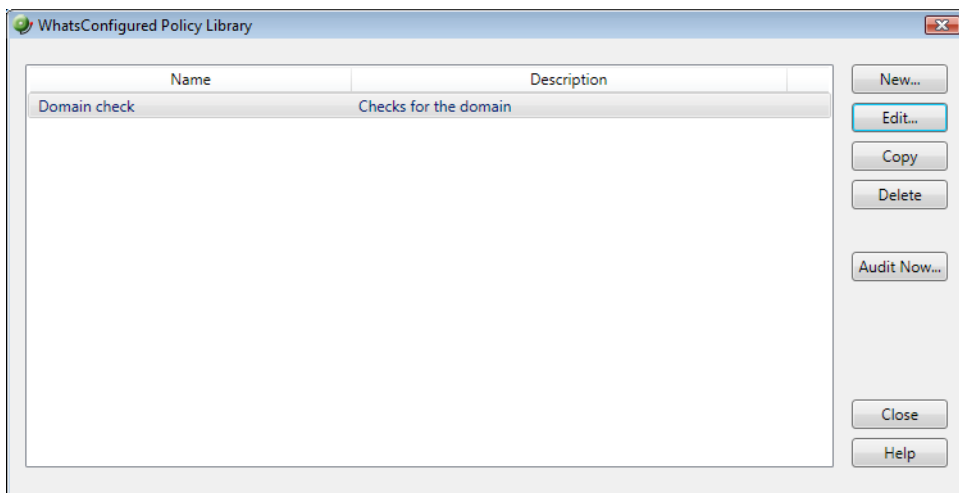 WhatsConfigured Policy Library
Name Description
Domain check Checks for the domain
New...
Edit...
Copy
Delete
Audit Now...
Close
Help